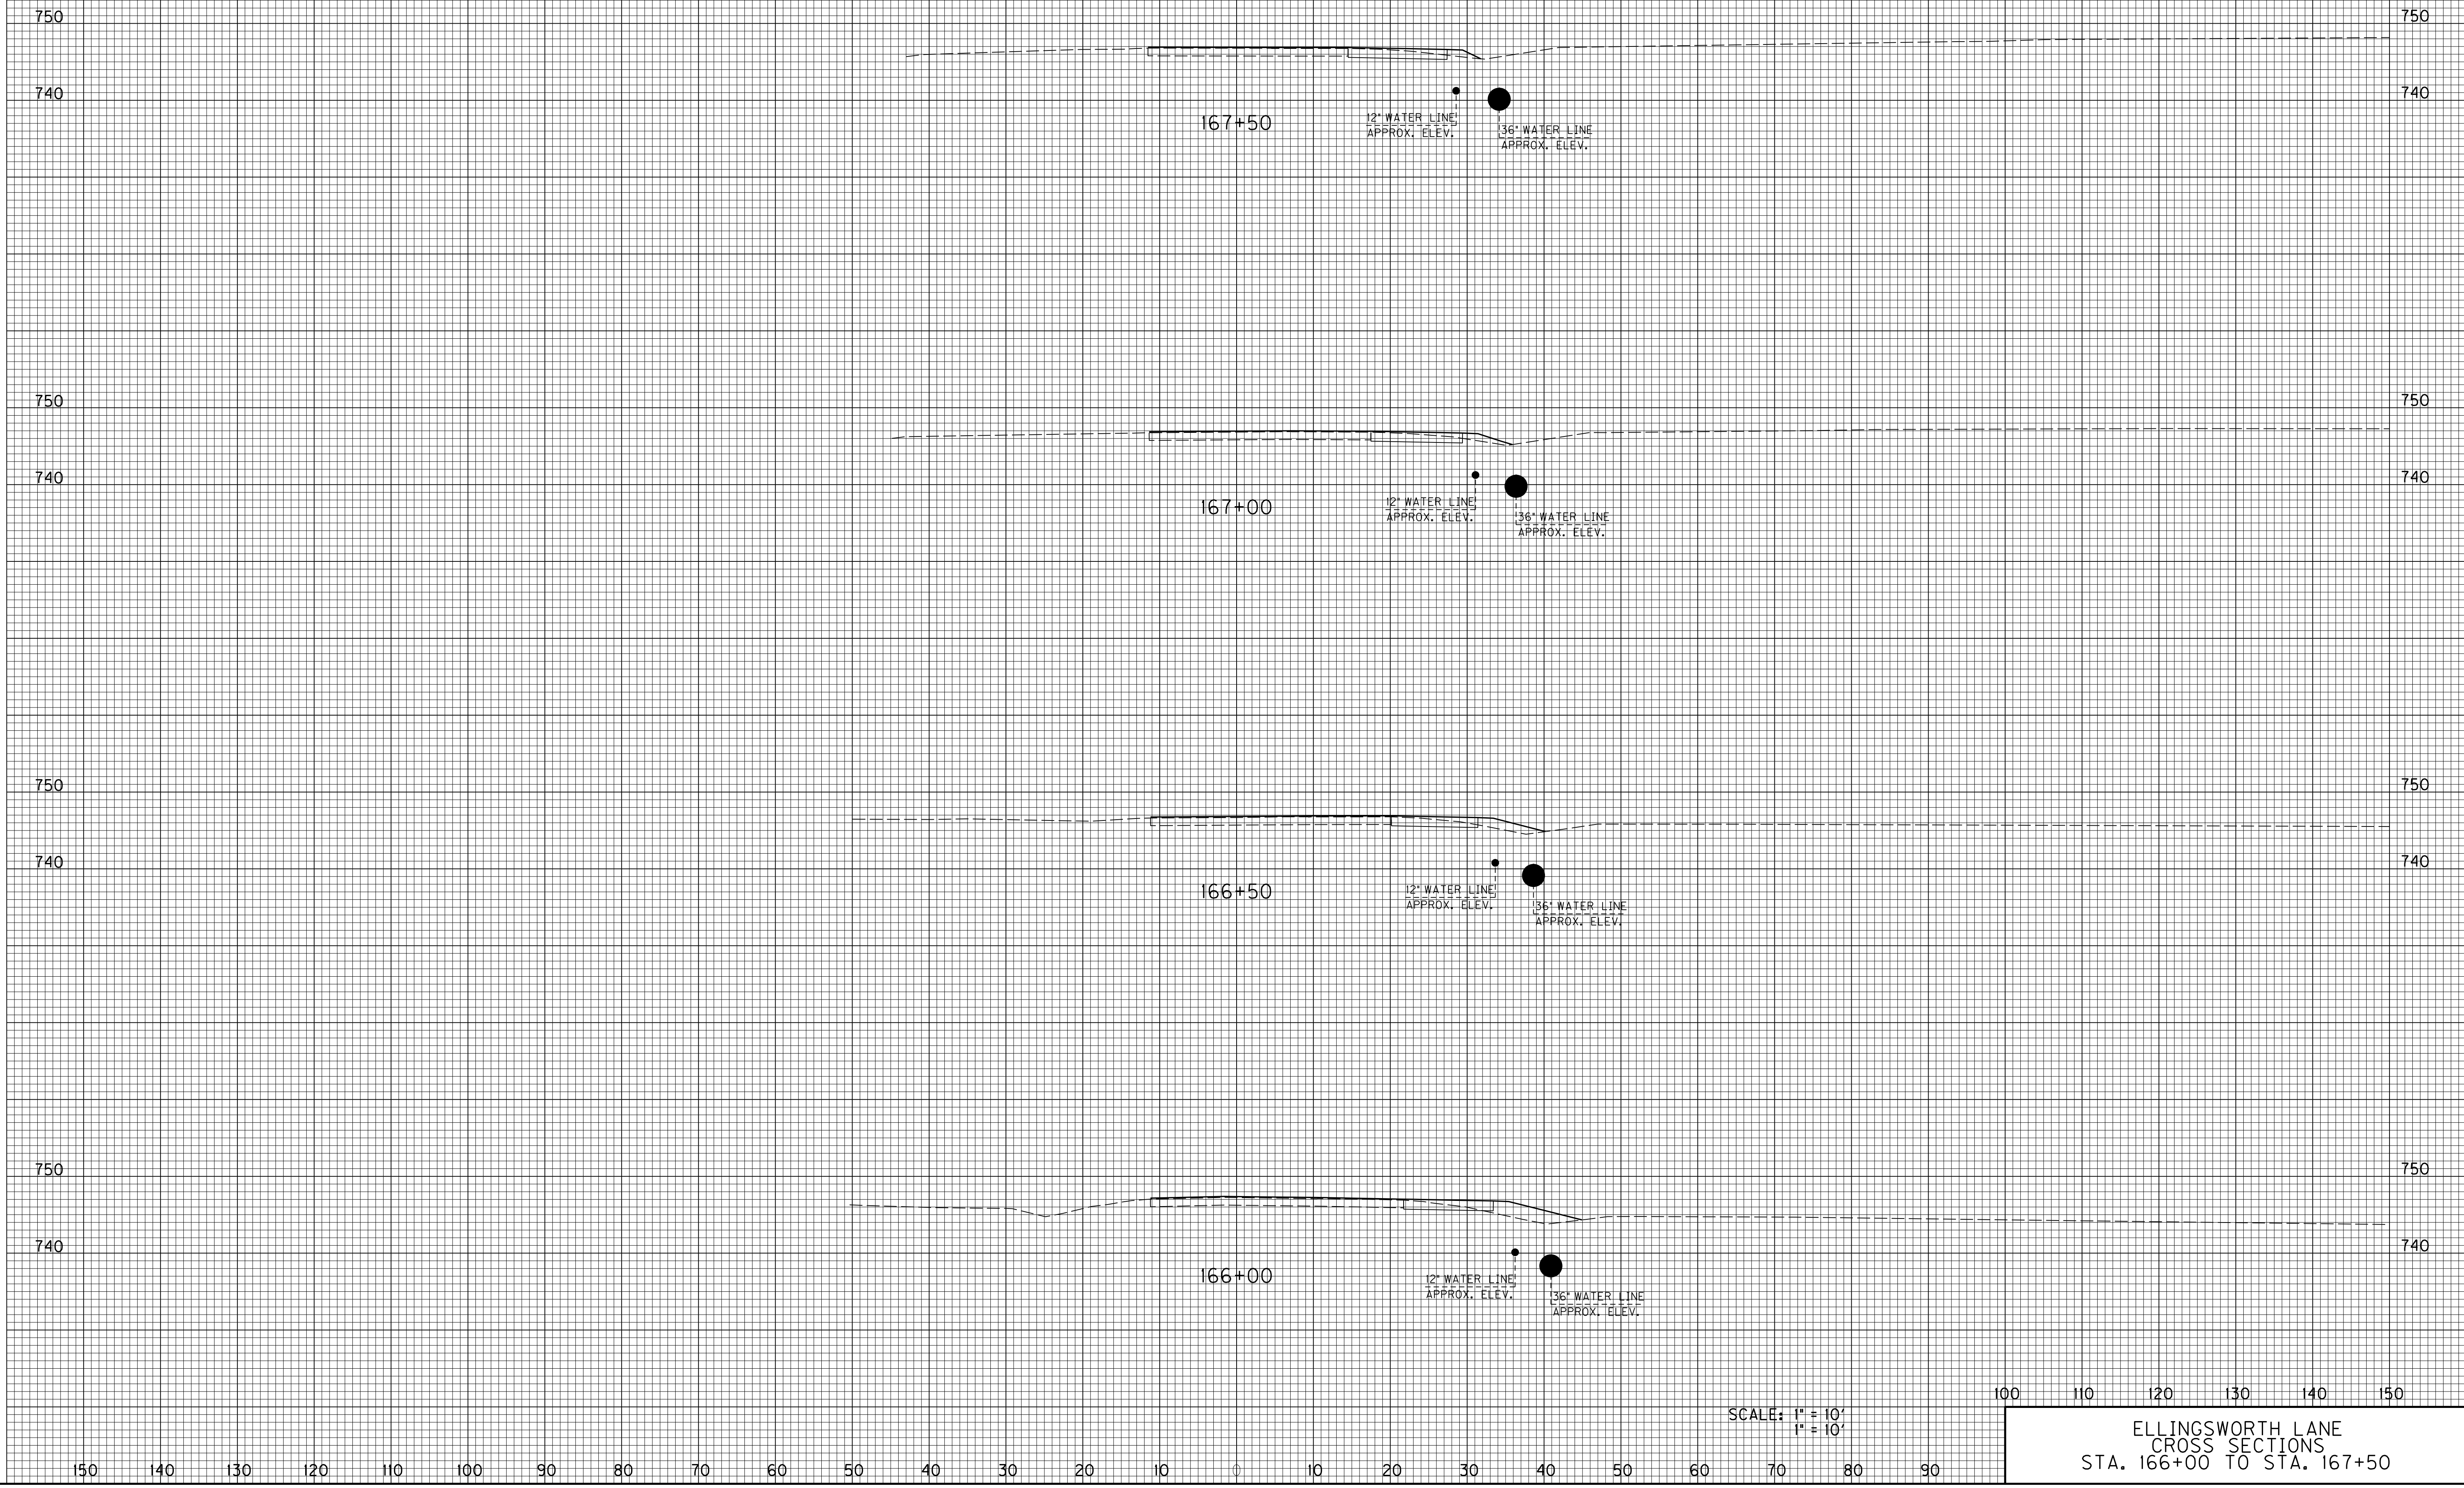 750 750
740 740
167+50
12" WATER LINE
APPROX. ELEV.
36" WATER LINE
APPROX. ELEV.
750 750
740 740
167+00
12" WATER LINE
APPROX. ELEV.
36" WATER LINE
APPROX. ELEV.
750 750
740 740
166+50
12" WATER LINE
APPROX. ELEV.
36" WATER LINE
APPROX. ELEV.
750 750
740 740
166+00
12" WATER LINE
APPROX. ELEV.
36" WATER LINE
APPROX. ELEV.
100 110 120 130 140 150
SCALE: 1" = 10'
1" = 10'
150 140 130 120 110 100 90 80 70 60 50 40 30 20 10 0 10 20 30 40 50 60 70 80 90
ELLINGSWORTH LANE
CROSS SECTIONS
STA. 166+00 TO STA. 167+50